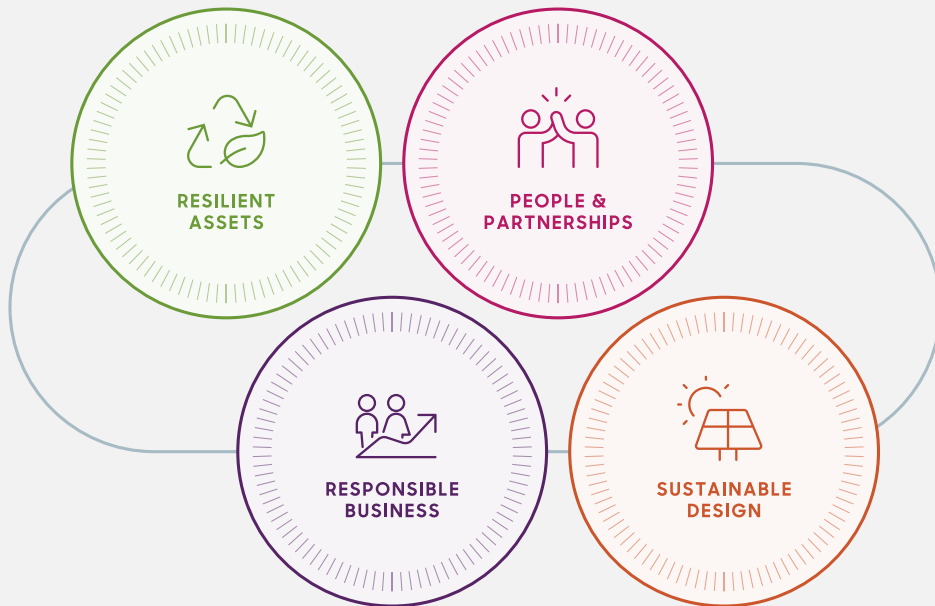 RESILIENT
ASSETS
PEOPLE &
PARTNERSHIPS
RESPONSIBLE
BUSINESS
SUSTAINABLE
DESIGN